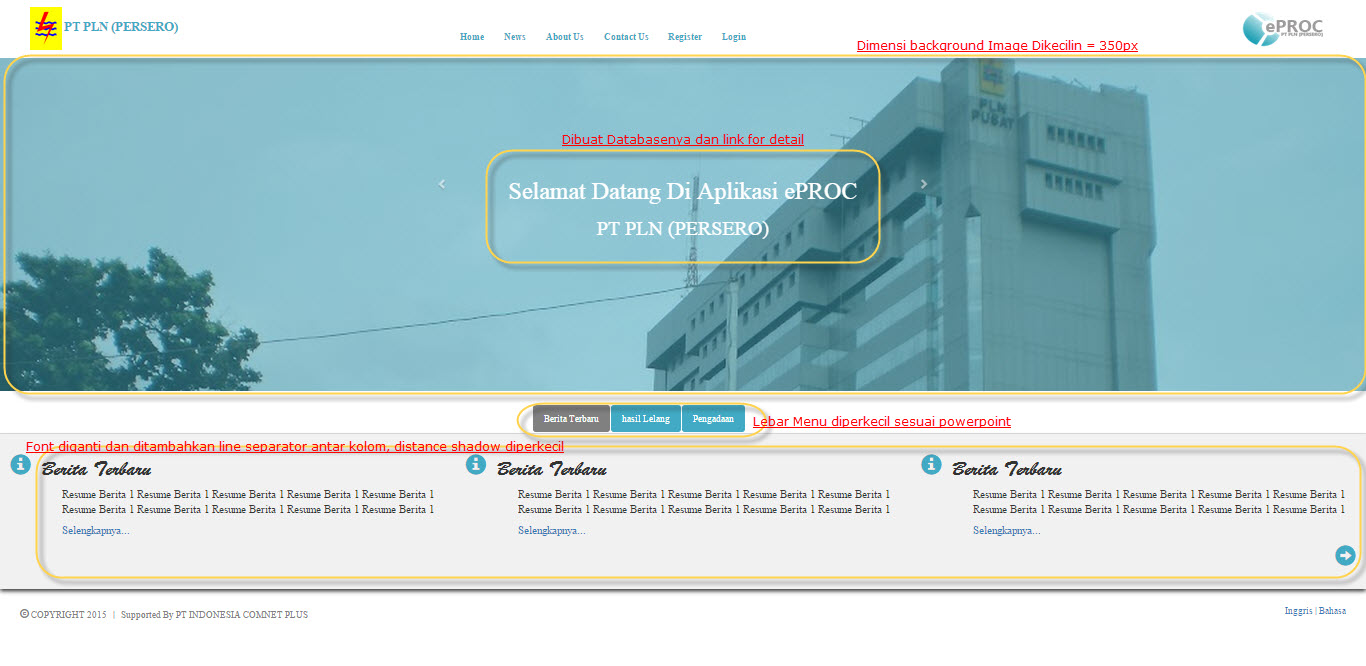 PT PLN (PERSERO)
Home News About Us Contact Us Register Login
ePROC
PT PLN (PERSERO)
Dimensi background Image Dikecilin = 350px
PLN
PUSAT
Dibuat Databasenya dan link for detail
Selamat Datang Di Aplikasi ePROC
PT PLN (PERSERO)
Berita Terbaru hasil Lelang Pengadaan
Lebar Menu diperkecil sesuai powerpoint
Font diganti dan ditambahkan line separator antar kolom, distance shadow diperkecil
Berita Terbaru
Resume Berita 1 Resume Berita 1 Resume Berita 1 Resume Berita 1 Resume Berita 1
Resume Berita 1 Resume Berita 1 Resume Berita 1 Resume Berita 1 Resume Berita 1
Selengkapnya...
Berita Terbaru
Resume Berita 1 Resume Berita 1 Resume Berita 1 Resume Berita 1 Resume Berita 1
Resume Berita 1 Resume Berita 1 Resume Berita 1 Resume Berita 1 Resume Berita 1
Selengkapnya...
Berita Terbaru
Resume Berita 1 Resume Berita 1 Resume Berita 1 Resume Berita 1 Resume Berita 1
Resume Berita 1 Resume Berita 1 Resume Berita 1 Resume Berita 1 Resume Berita 1
Selengkapnya...
© COPYRIGHT 2015 | Supported By PT INDONESIA COMNET PLUS
Inggris | Bahasa